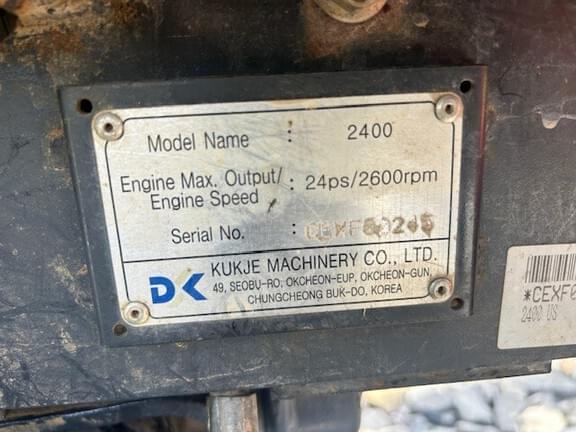 Model Name : 2400
Engine Max. Output/ : 24ps/2600rpm
Engine Speed
Serial No. :
DK KUKJE MACHINERY CO., LTD.
49, SEOBU-RO, OKCHEON-EUP, OKCHEON-GUN,
CHUNGCHEONG BUK-DO, KOREA
2400 US